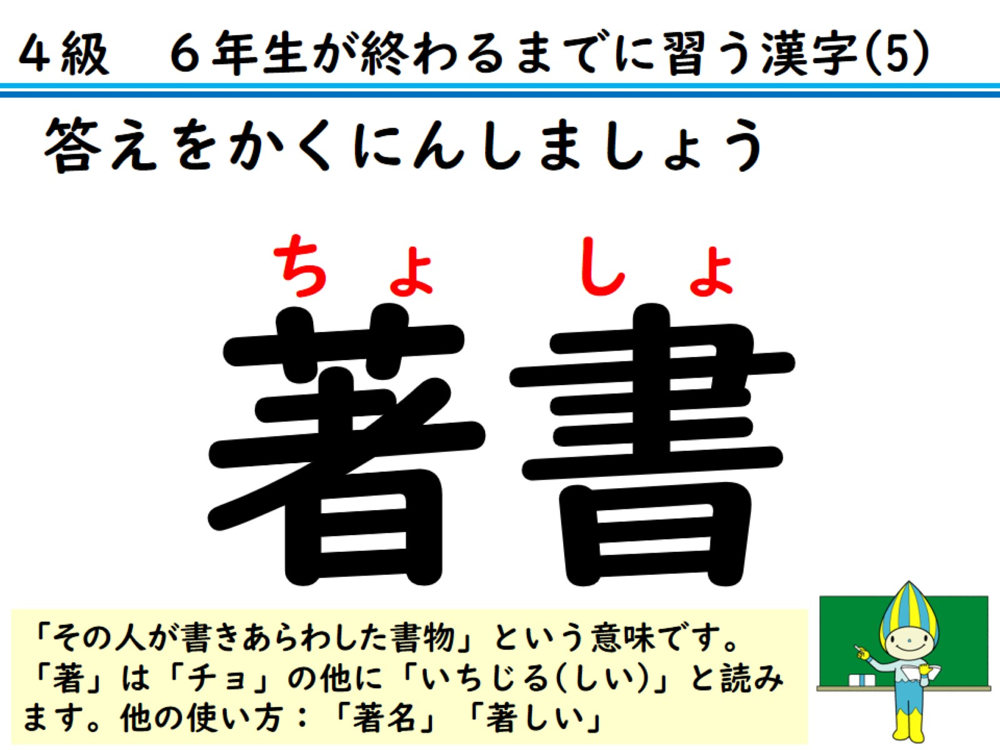 ４級　６年生が終わるまでに習う漢字(5)
答えをかくにんしましょう
ちょ しょ
著書
「その人が書きあらわした書物」という意味です。
「著」は「チョ」の他に「いちじる(しい)」と読み
ます。他の使い方：「著名」「著しい」